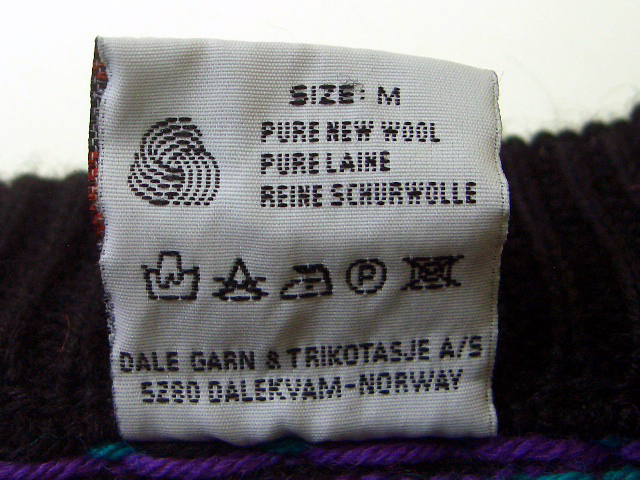 SIZE: M
PURE NEW WOOL
PURE LAINE
REINE SCHURWOLLE
P
DALE GARN & TRIKOTASJE A/S
5280 DALEKVAM-NORWAY